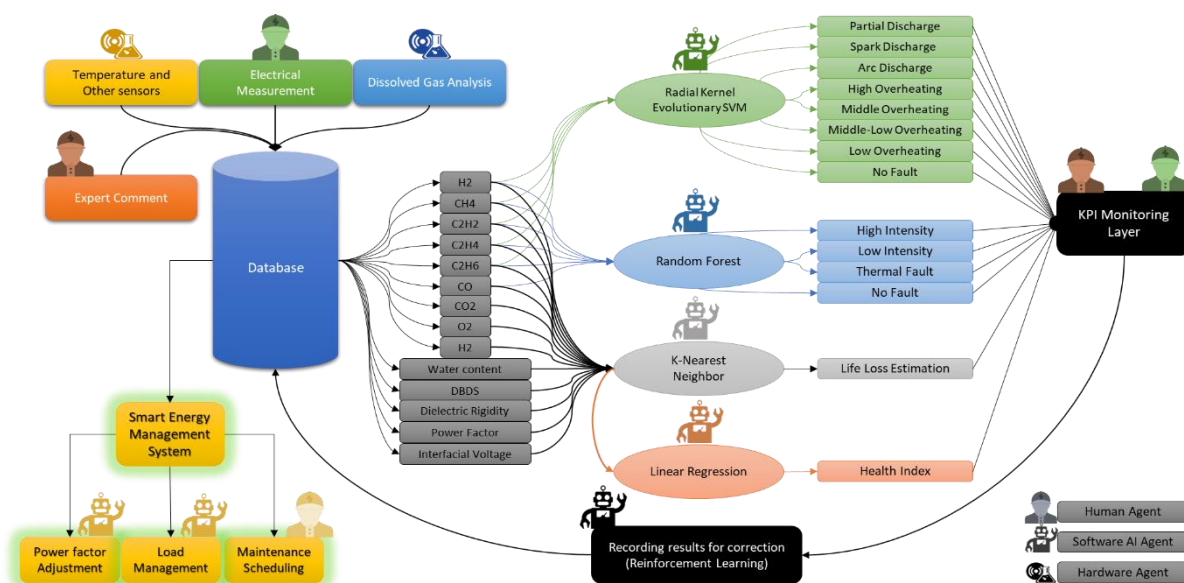 Temperature and
Other sensors
Electrical
Measurement
Dissolved Gas Analysis
Expert Comment
Database
Smart Energy
Management
System
Power factor
Adjustment
Load
Management
Maintenance
Scheduling
H2
CH4
C2H2
C2H4
C2H6
CO
CO2
O2
H2
Water content
DBDS
Dielectric Rigidity
Power Factor
Interfacial Voltage
Radial Kernel
Evolutionary SVM
Random Forest
K-Nearest
Neighbor
Linear Regression
Partial Discharge
Spark Discharge
Arc Discharge
High Overheating
Middle Overheating
Middle-Low Overheating
Low Overheating
No Fault
High Intensity
Low Intensity
Thermal Fault
No Fault
Life Loss Estimation
Health Index
KPI Monitoring
Layer
Recording results for correction
(Reinforcement Learning)
Human Agent
Software AI Agent
Hardware Agent